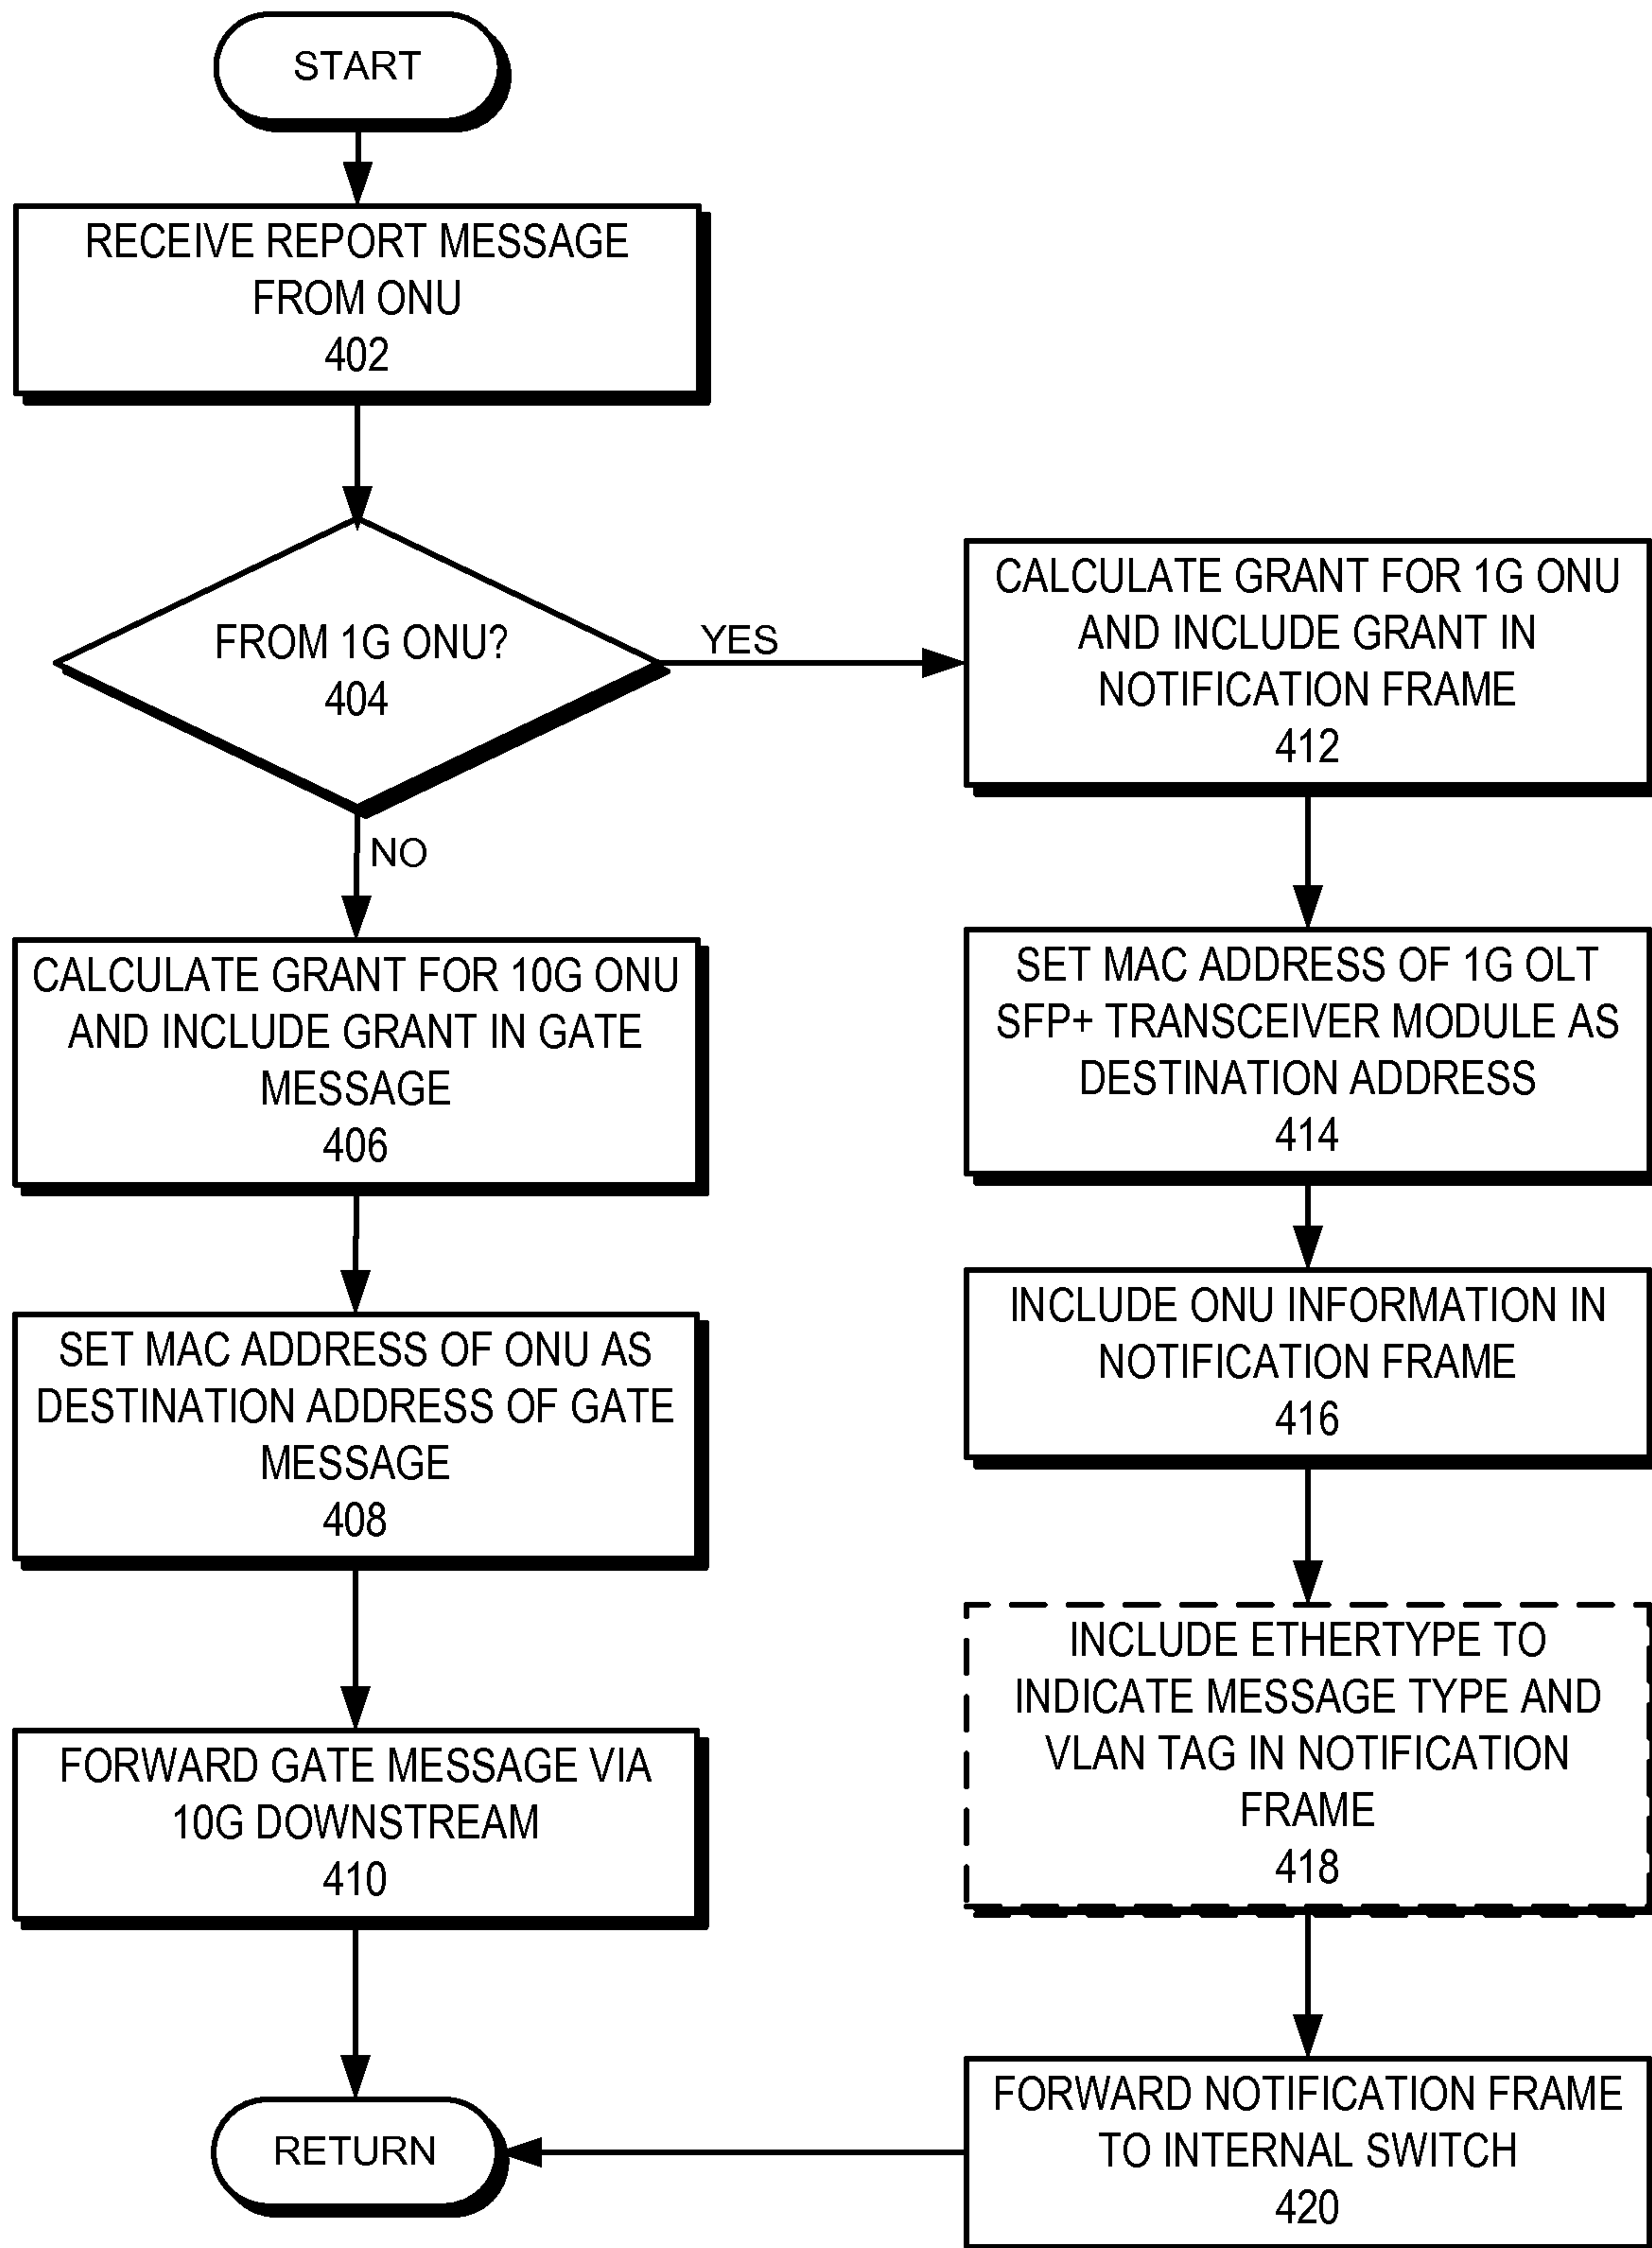 START
RECEIVE REPORT MESSAGE
FROM ONU
402
FROM 1G ONU?
404
YES
NO
CALCULATE GRANT FOR 10G ONU
AND INCLUDE GRANT IN GATE
MESSAGE
406
SET MAC ADDRESS OF ONU AS
DESTINATION ADDRESS OF GATE
MESSAGE
408
FORWARD GATE MESSAGE VIA
10G DOWNSTREAM
410
RETURN
CALCULATE GRANT FOR 1G ONU
AND INCLUDE GRANT IN
NOTIFICATION FRAME
412
SET MAC ADDRESS OF 1G OLT
SFP+ TRANSCEIVER MODULE AS
DESTINATION ADDRESS
414
INCLUDE ONU INFORMATION IN
NOTIFICATION FRAME
416
INCLUDE ETHERTYPE TO
INDICATE MESSAGE TYPE AND
VLAN TAG IN NOTIFICATION
FRAME
418
FORWARD NOTIFICATION FRAME
TO INTERNAL SWITCH
420